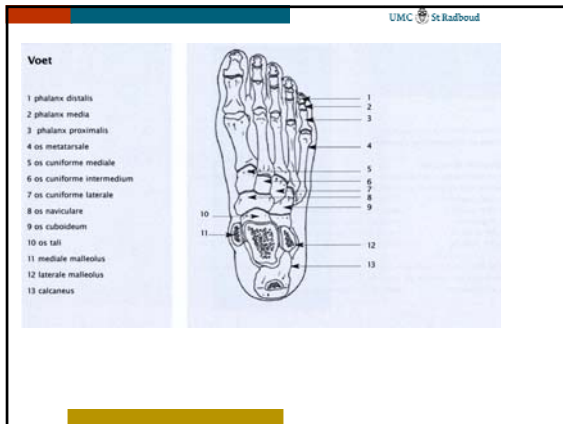 UMC St Radboud
Voet
1 phalanx distalis
2 phalanx media
3 phalanx proximalis
4 os metatarsale
5 os cuniforme mediale
6 os cuniforme intermedium
7 os cuniforme laterale
8 os naviculare
9 os cuboideum
10 os tali
11 mediale malleolus
12 laterale malleolus
13 calcaneus
1
2
3
4
5
6
7
8
9
10
11
12
13